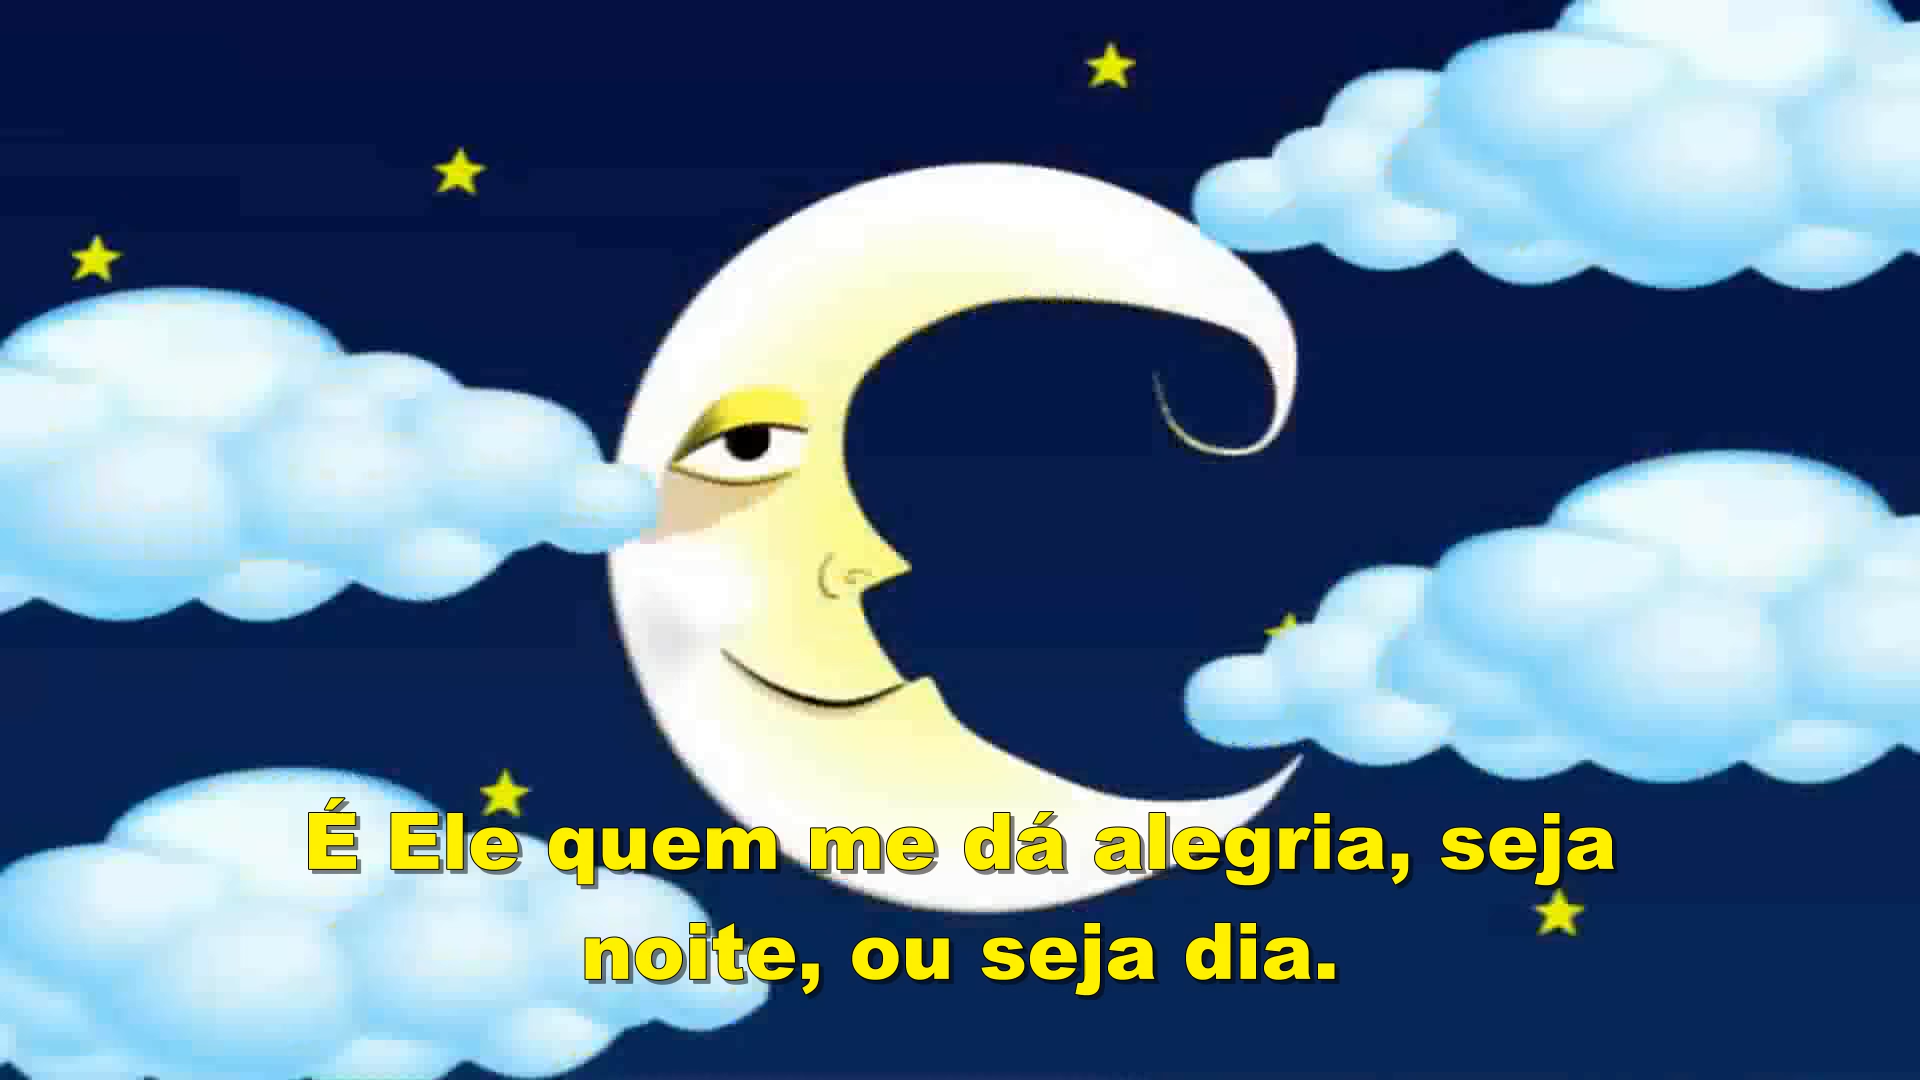 É Ele quem me dá alegria, seja
noite, ou seja dia.